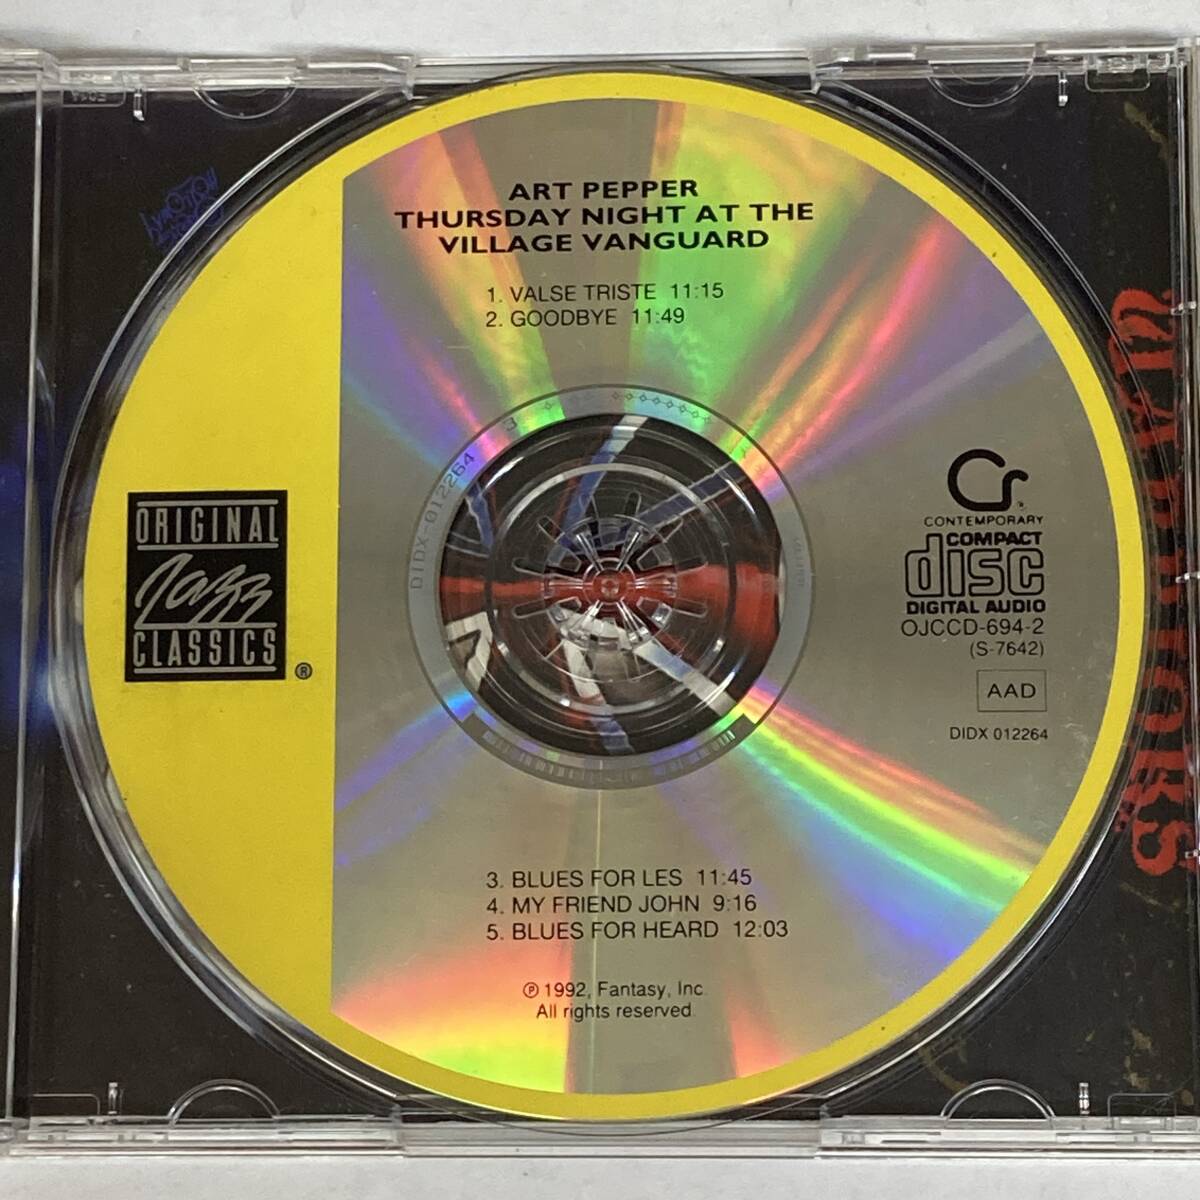 ART PEPPER
THURSDAY NIGHT AT THE
VILLAGE VANGUARD
1. VALSE TRISTE 11:15
2. GOODBYE 11:49
DIDX-012264 3
ORIGINAL
Jazz
CLASSICS
®
Cr
CONTEMPORARY
COMPACT
disc
DIGITAL AUDIO
OJCCD-694-2
(S-7642)
AAD
DIDX 012264
3. BLUES FOR LES 11:45
4. MY FRIEND JOHN 9:16
5. BLUES FOR HEARD 12:03
℗ 1992, Fantasy, Inc.
All rights reserved.